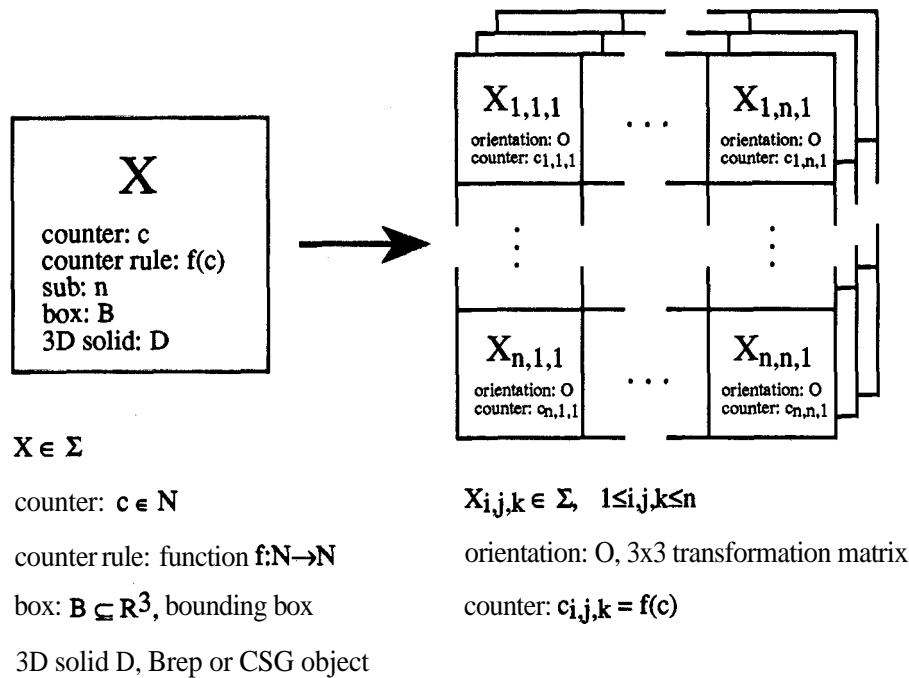 X
counter: c
counter rule: f(c)
sub: n
box: B
3D solid: D
X1,1,1
orientation: O
counter: c1,1,1
. . .
X1,n,1
orientation: O
counter: c1,n,1
⋮
⋮
Xn,1,1
orientation: O
counter: cn,1,1
. . .
Xn,n,1
orientation: O
counter: cn,n,1
X ∈ Σ
counter: c ∈ N
counter rule: function f:N→N
box: B ⊆ R³, bounding box
3D solid D, Brep or CSG object
Xi,j,k ∈ Σ, 1≤i,j,k≤n
orientation: O, 3x3 transformation matrix
counter: ci,j,k = f(c)